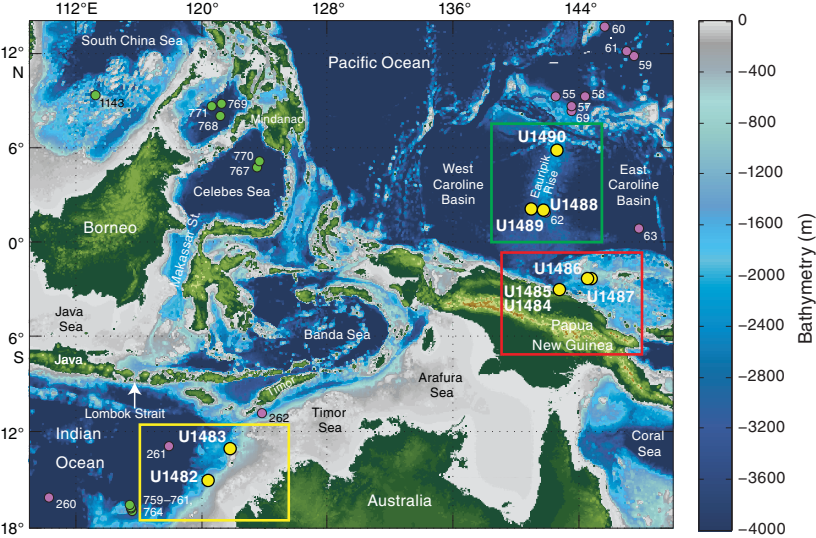 112°E
120°
128°
136°
144°
12°
N
6°
0°
6°
S
12°
18°
South China Sea
1143
771
769
768
Mindanao
770
767
Celebes Sea
Borneo
Makassar St.
Java
Sea
Java
Lombok Strait
Banda Sea
Timor
Pacific Ocean
60
61
59
55
58
57
69
U1490
West
Caroline
Basin
Eauripik
Rise
East
Caroline
Basin
U1488
62
U1489
63
U1486
U1485
U1484
U1487
Papua
New Guinea
Arafura
Sea
Timor
Sea
262
Indian
Ocean
261
U1483
U1482
260
759–761,
764
Australia
Coral
Sea
0
−400
−800
−1200
−1600
−2000
−2400
−2800
−3200
−3600
−4000
Bathymetry (m)